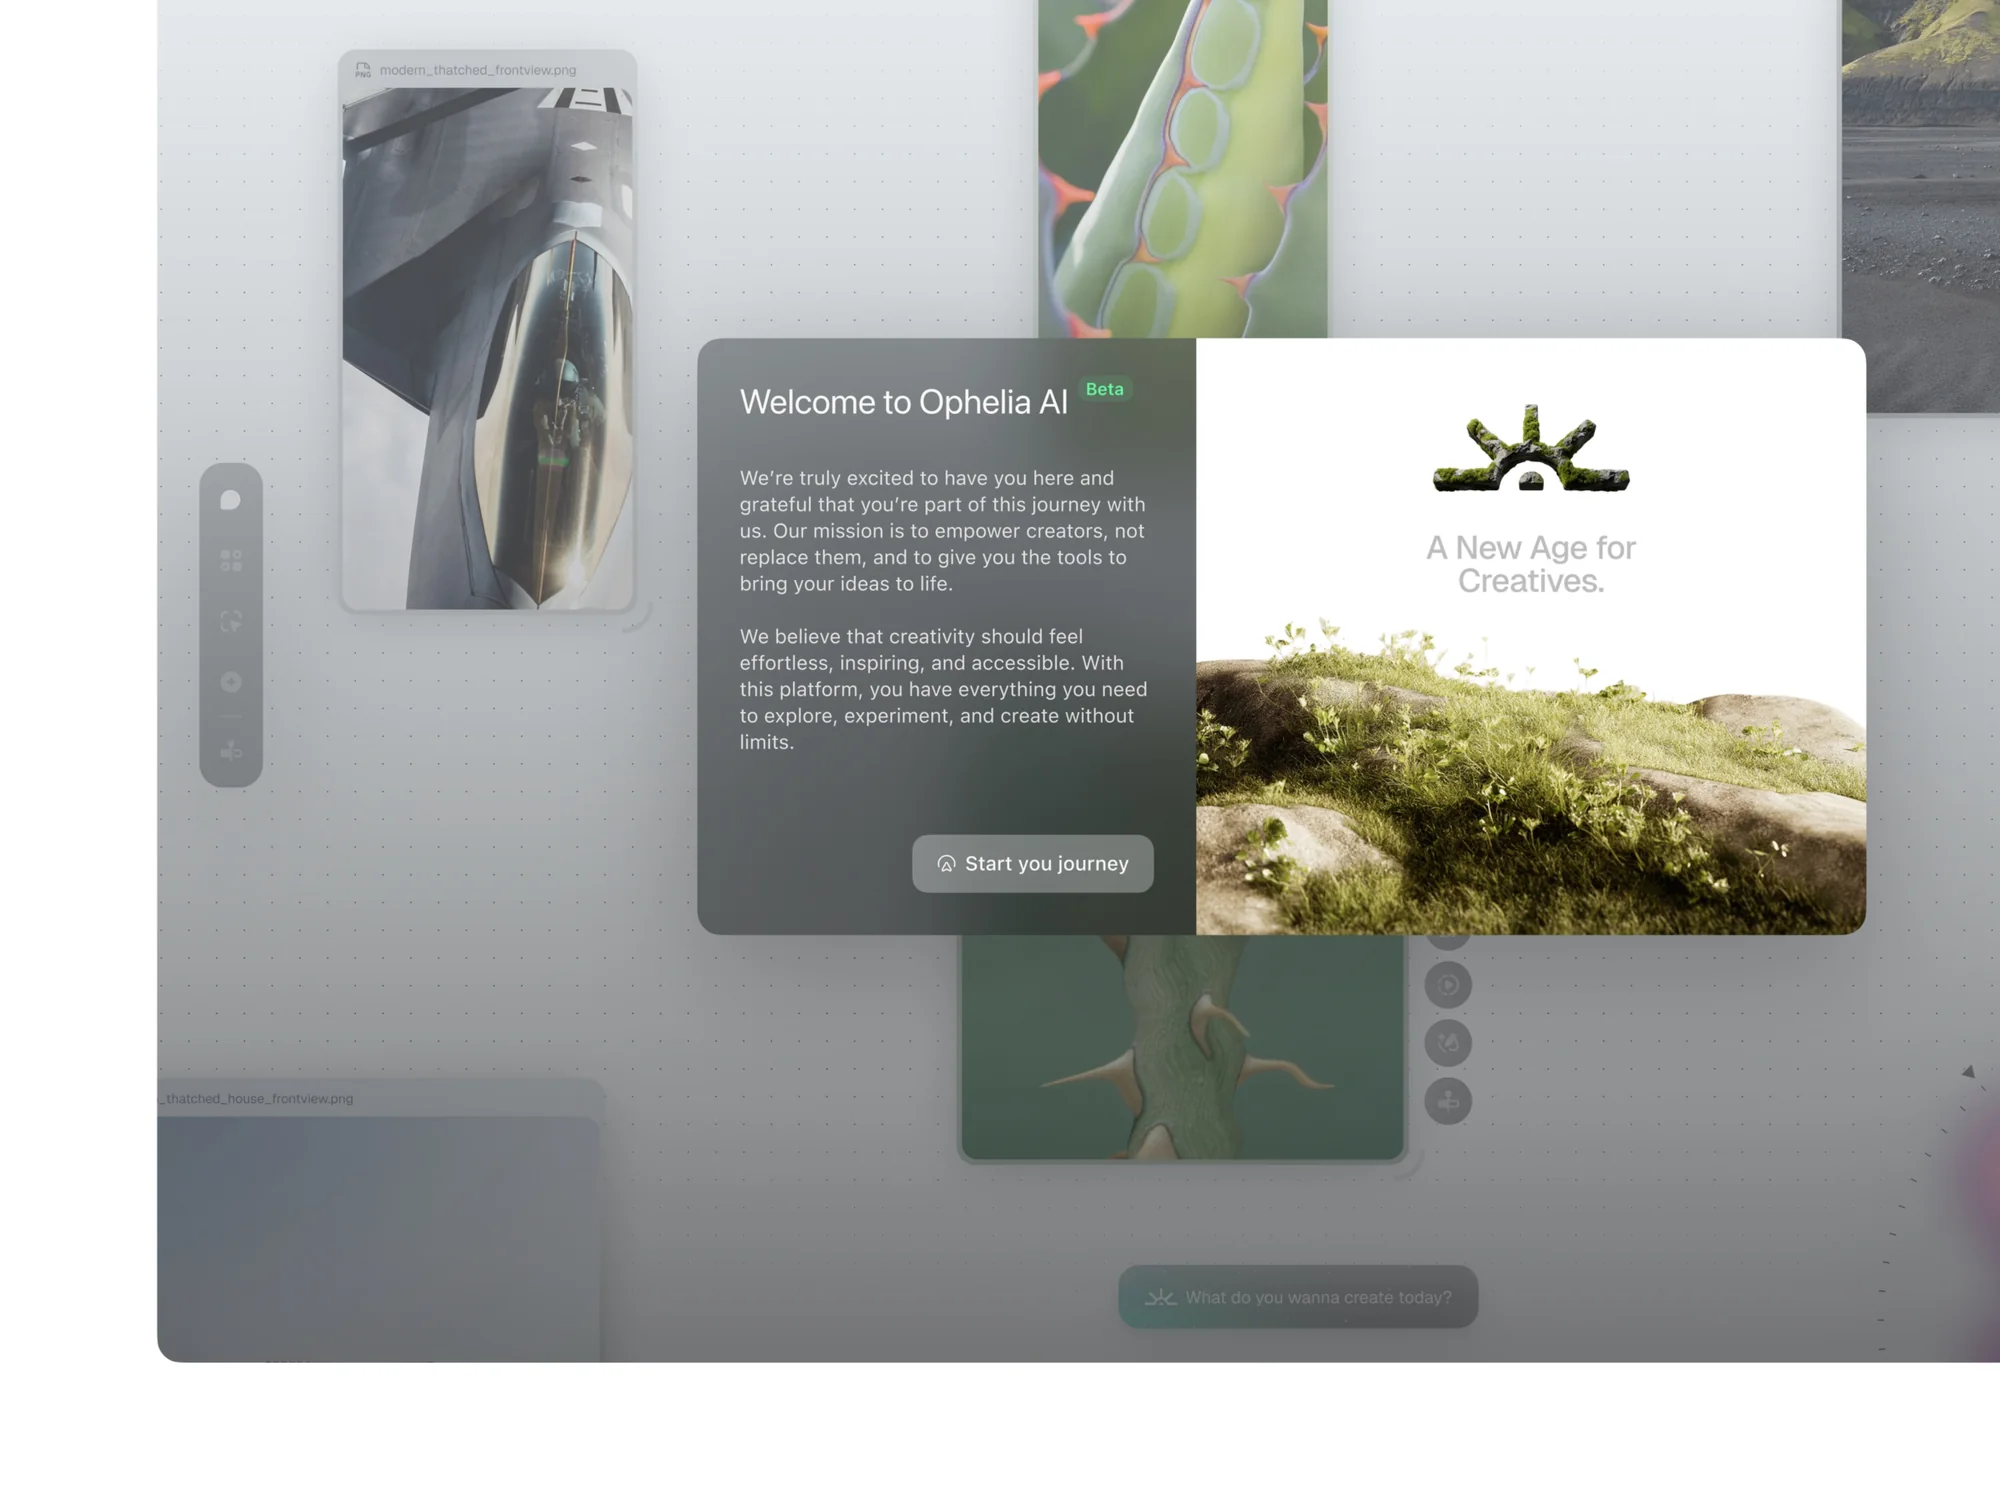 PNG modern_thatched_frontview.png
Welcome to Ophelia AI Beta
We’re truly excited to have you here and
grateful that you’re part of this journey with
us. Our mission is to empower creators, not
replace them, and to give you the tools to
bring your ideas to life.
We believe that creativity should feel
effortless, inspiring, and accessible. With
this platform, you have everything you need
to explore, experiment, and create without
limits.
Start you journey
A New Age for
Creatives.
_thatched_house_frontview.png
What do you wanna create today?